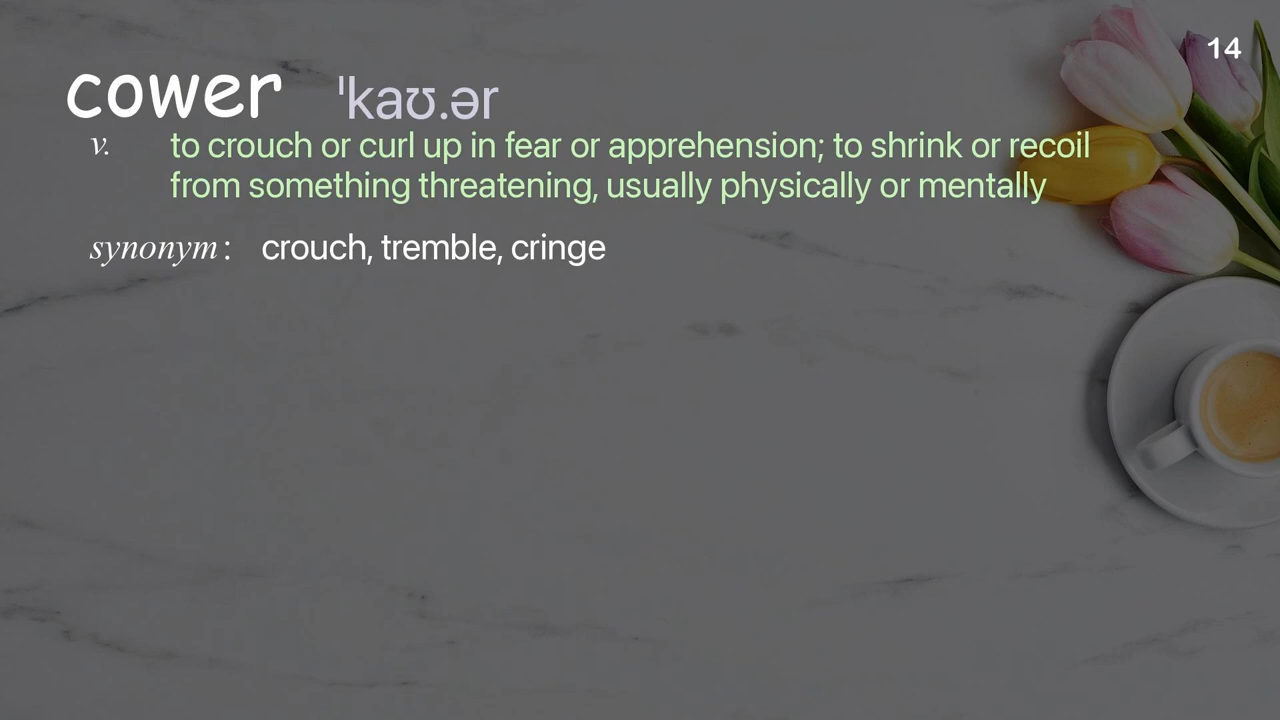 14
cower ˈkaʊ.ər
v. to crouch or curl up in fear or apprehension; to shrink or recoil
from something threatening, usually physically or mentally
synonym: crouch, tremble, cringe